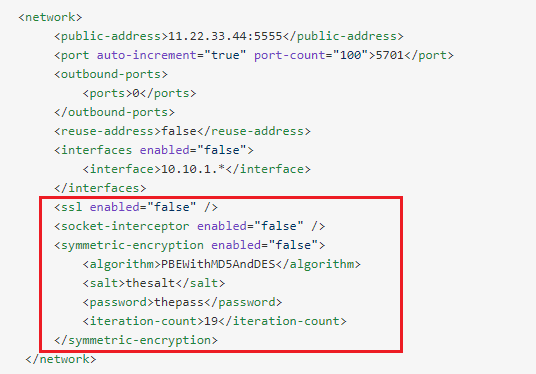 <network>
<public-address>11.22.33.44:5555</public-address>
<port auto-increment="true" port-count="100">5701</port>
<outbound-ports>
<ports>0</ports>
</outbound-ports>
<reuse-address>false</reuse-address>
<interfaces enabled="false">
<interface>10.10.1.*</interface>
</interfaces>
<ssl enabled="false" />
<socket-interceptor enabled="false" />
<symmetric-encryption enabled="false">
<algorithm>PBEWithMD5AndDES</algorithm>
<salt>thesalt</salt>
<password>thepass</password>
<iteration-count>19</iteration-count>
</symmetric-encryption>
</network>